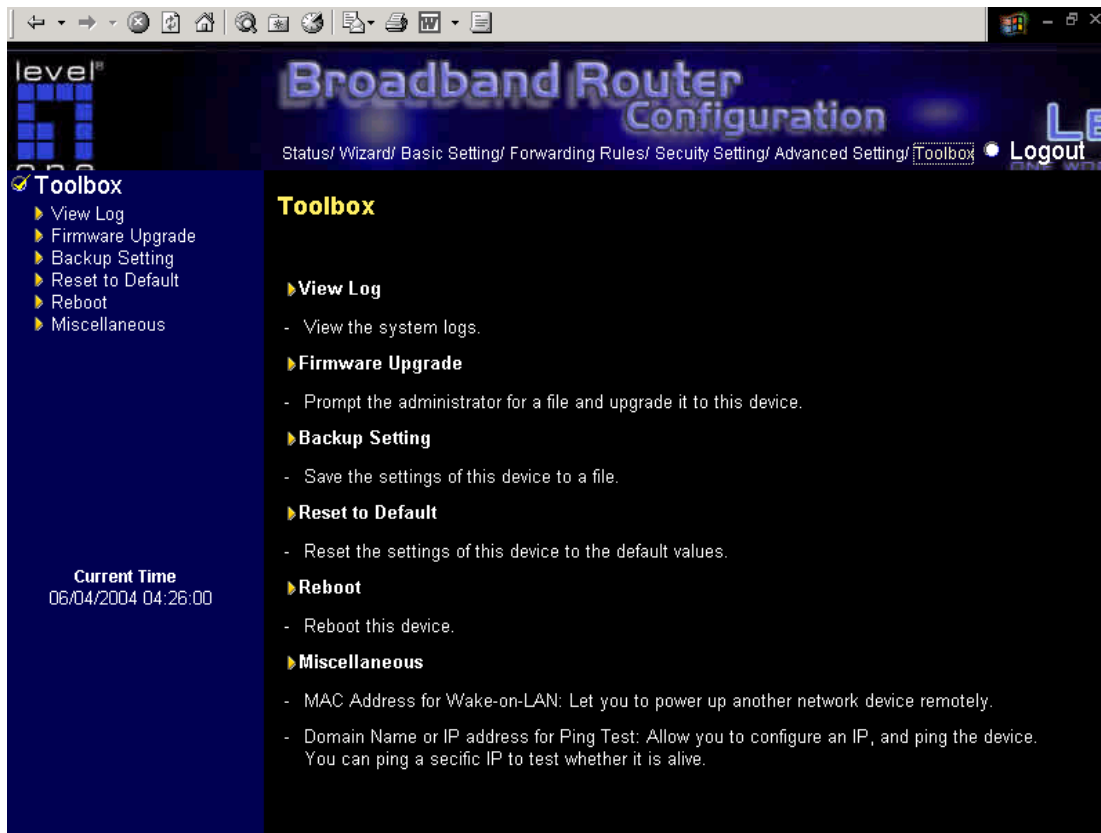 level®
one
Broadband Router
Configuration
LE
Status/ Wizard/ Basic Setting/ Forwarding Rules/ Secuity Setting/ Advanced Setting/ Toolbox Logout
ONE WOR
Toolbox
View Log
Firmware Upgrade
Backup Setting
Reset to Default
Reboot
Miscellaneous
Current Time
06/04/2004 04:26:00
Toolbox
View Log
- View the system logs.
Firmware Upgrade
- Prompt the administrator for a file and upgrade it to this device.
Backup Setting
- Save the settings of this device to a file.
Reset to Default
- Reset the settings of this device to the default values.
Reboot
- Reboot this device.
Miscellaneous
- MAC Address for Wake-on-LAN: Let you to power up another network device remotely.
- Domain Name or IP address for Ping Test: Allow you to configure an IP, and ping the device.
You can ping a secific IP to test whether it is alive.